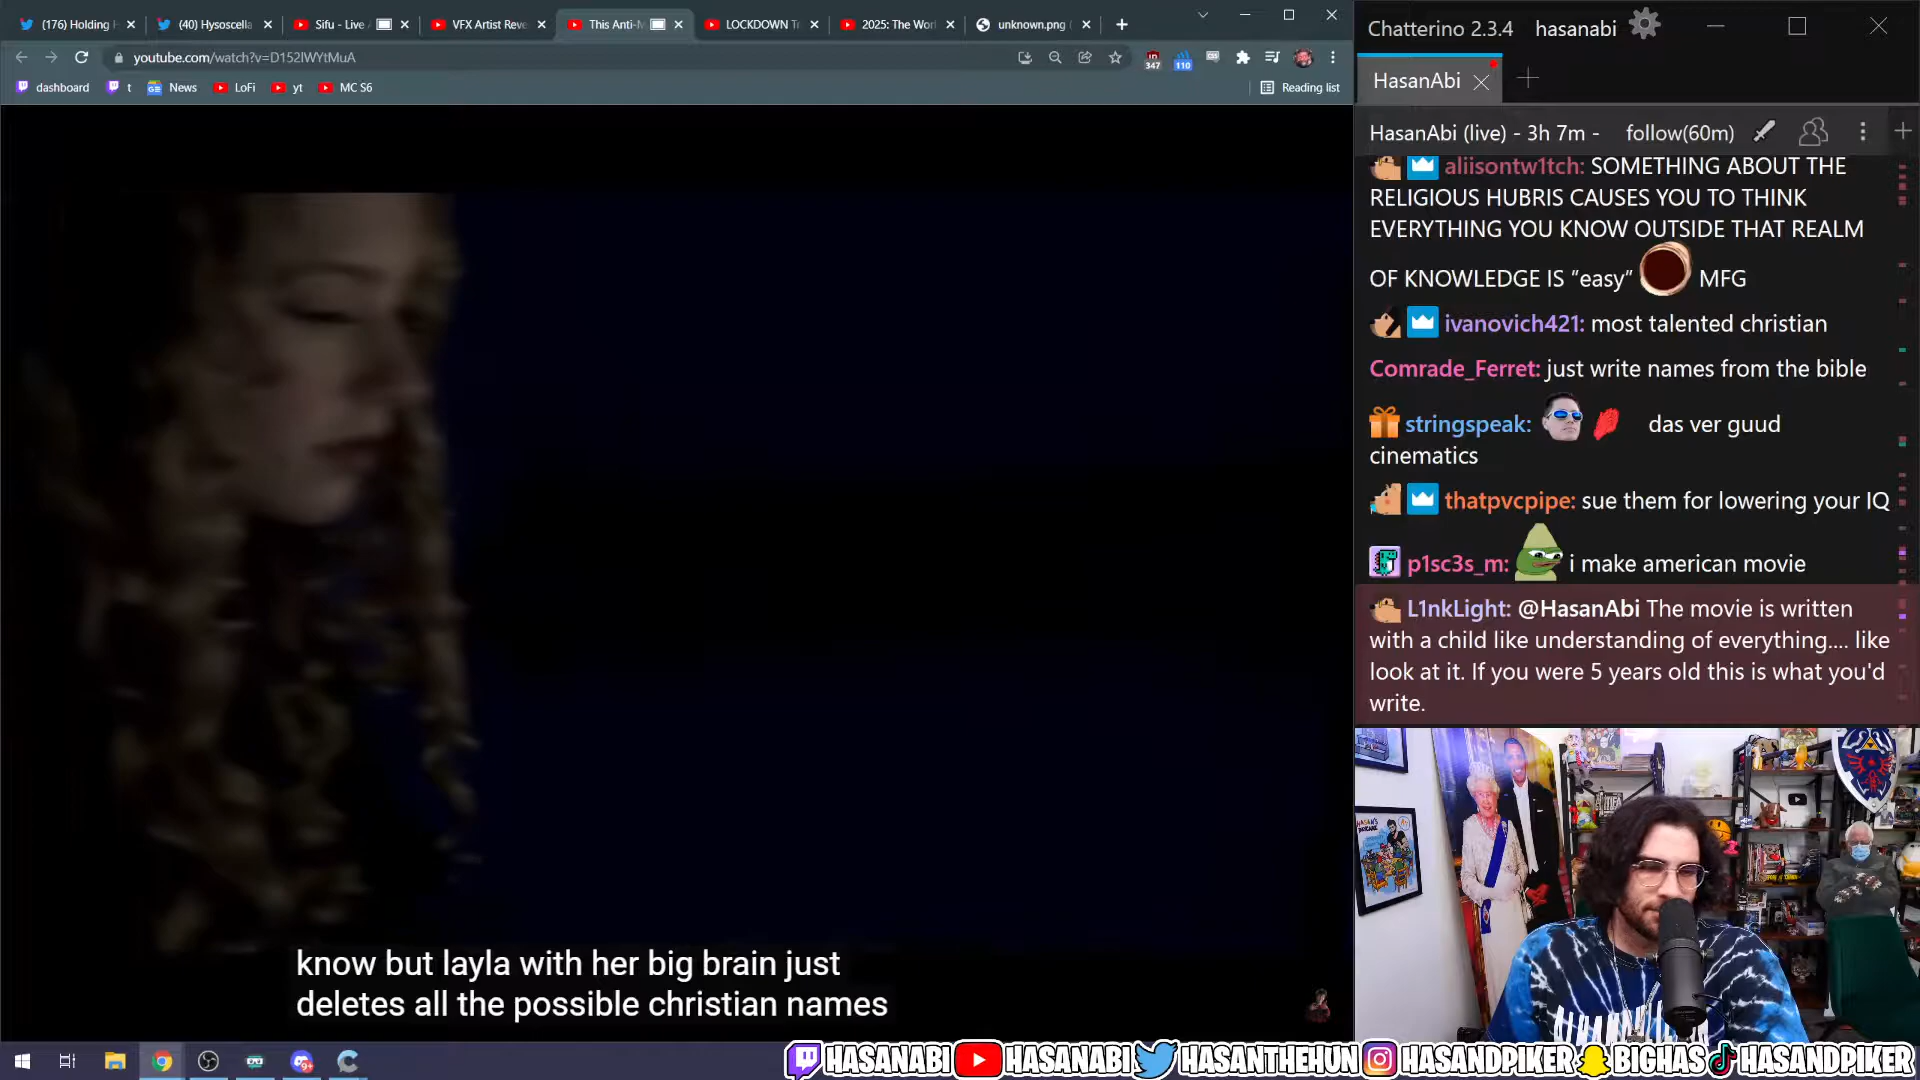 (176) Holding H
(40) Hysoscella
Sifu - Live
VFX Artist Reve
This Anti-M
LOCKDOWN T
2025: The Worl
unknown.png (
youtube.com/watch?v=D152lWYtMuA
347
110
dashboard
t
News
LoFi
yt
MC S6
Reading list
know but layla with her big brain just
deletes all the possible christian names
Chatterino 2.3.4
hasanabi
HasanAbi
HasanAbi (live) - 3h 7m -
follow(60m)
aliisontw1tch: SOMETHING ABOUT THE
RELIGIOUS HUBRIS CAUSES YOU TO THINK
EVERYTHING YOU KNOW OUTSIDE THAT REALM
OF KNOWLEDGE IS “easy” MFG
ivanovich421: most talented christian
Comrade_Ferret: just write names from the bible
stringspeak: das ver guud
cinematics
thatpvcpipe: sue them for lowering your IQ
p1sc3s_m: i make american movie
L1nkLight: @HasanAbi The movie is written
with a child like understanding of everything.... like
look at it. If you were 5 years old this is what you'd
write.
HASANABI
HASANABI
HASANTHEHUN
HASANDPIKER
BIGHAS
HASANDPIKER